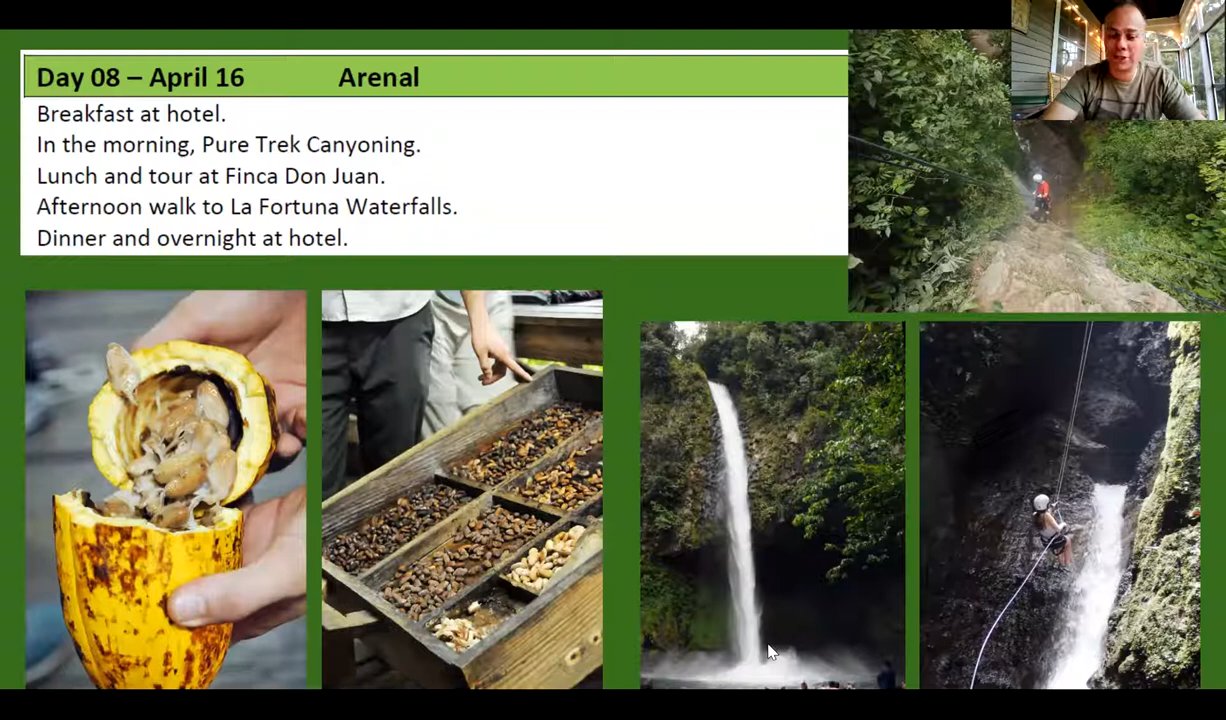 Day 08 – April 16 Arenal
Breakfast at hotel.
In the morning, Pure Trek Canyoning.
Lunch and tour at Finca Don Juan.
Afternoon walk to La Fortuna Waterfalls.
Dinner and overnight at hotel.